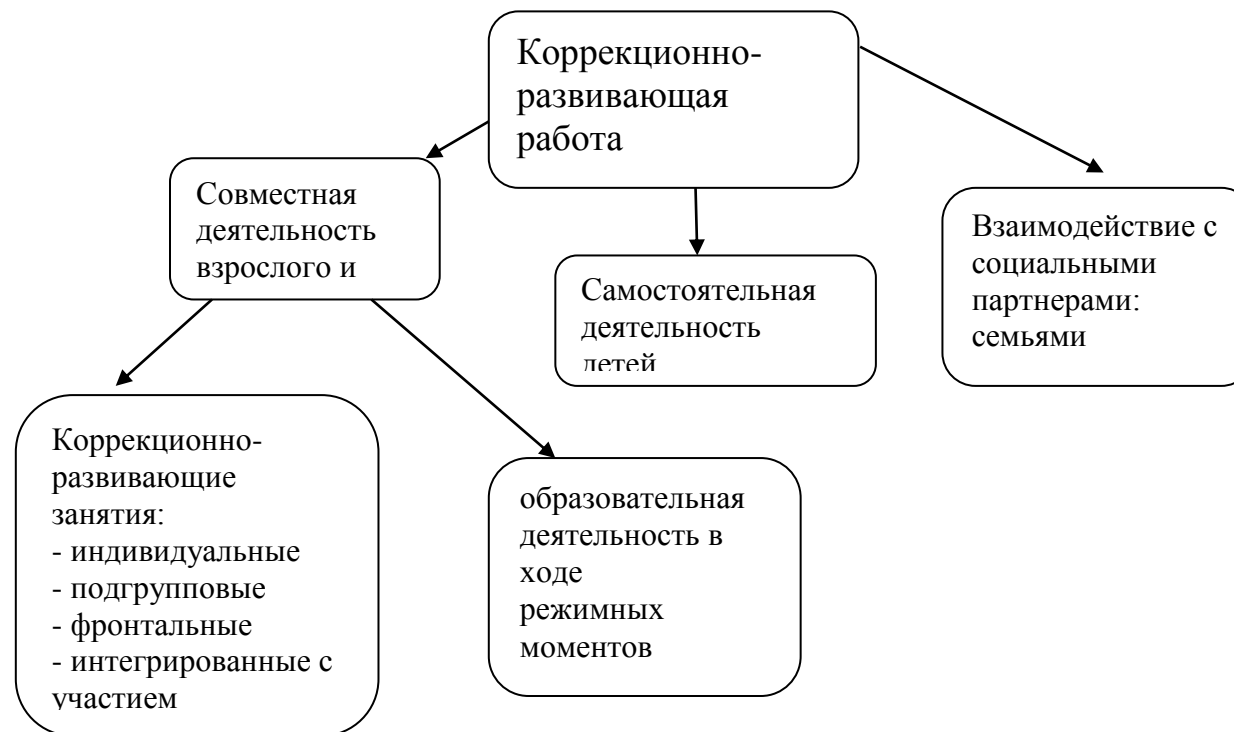 Коррекционно-
развивающая
работа
Совместная
деятельность
взрослого и
Самостоятельная
деятельность
детей
Взаимодействие с
социальными
партнерами:
семьями
Коррекционно-
развивающие
занятия:
- индивидуальные
- подгрупповые
- фронтальные
- интегрированные с
участием
образовательная
деятельность в
ходе
режимных
моментов